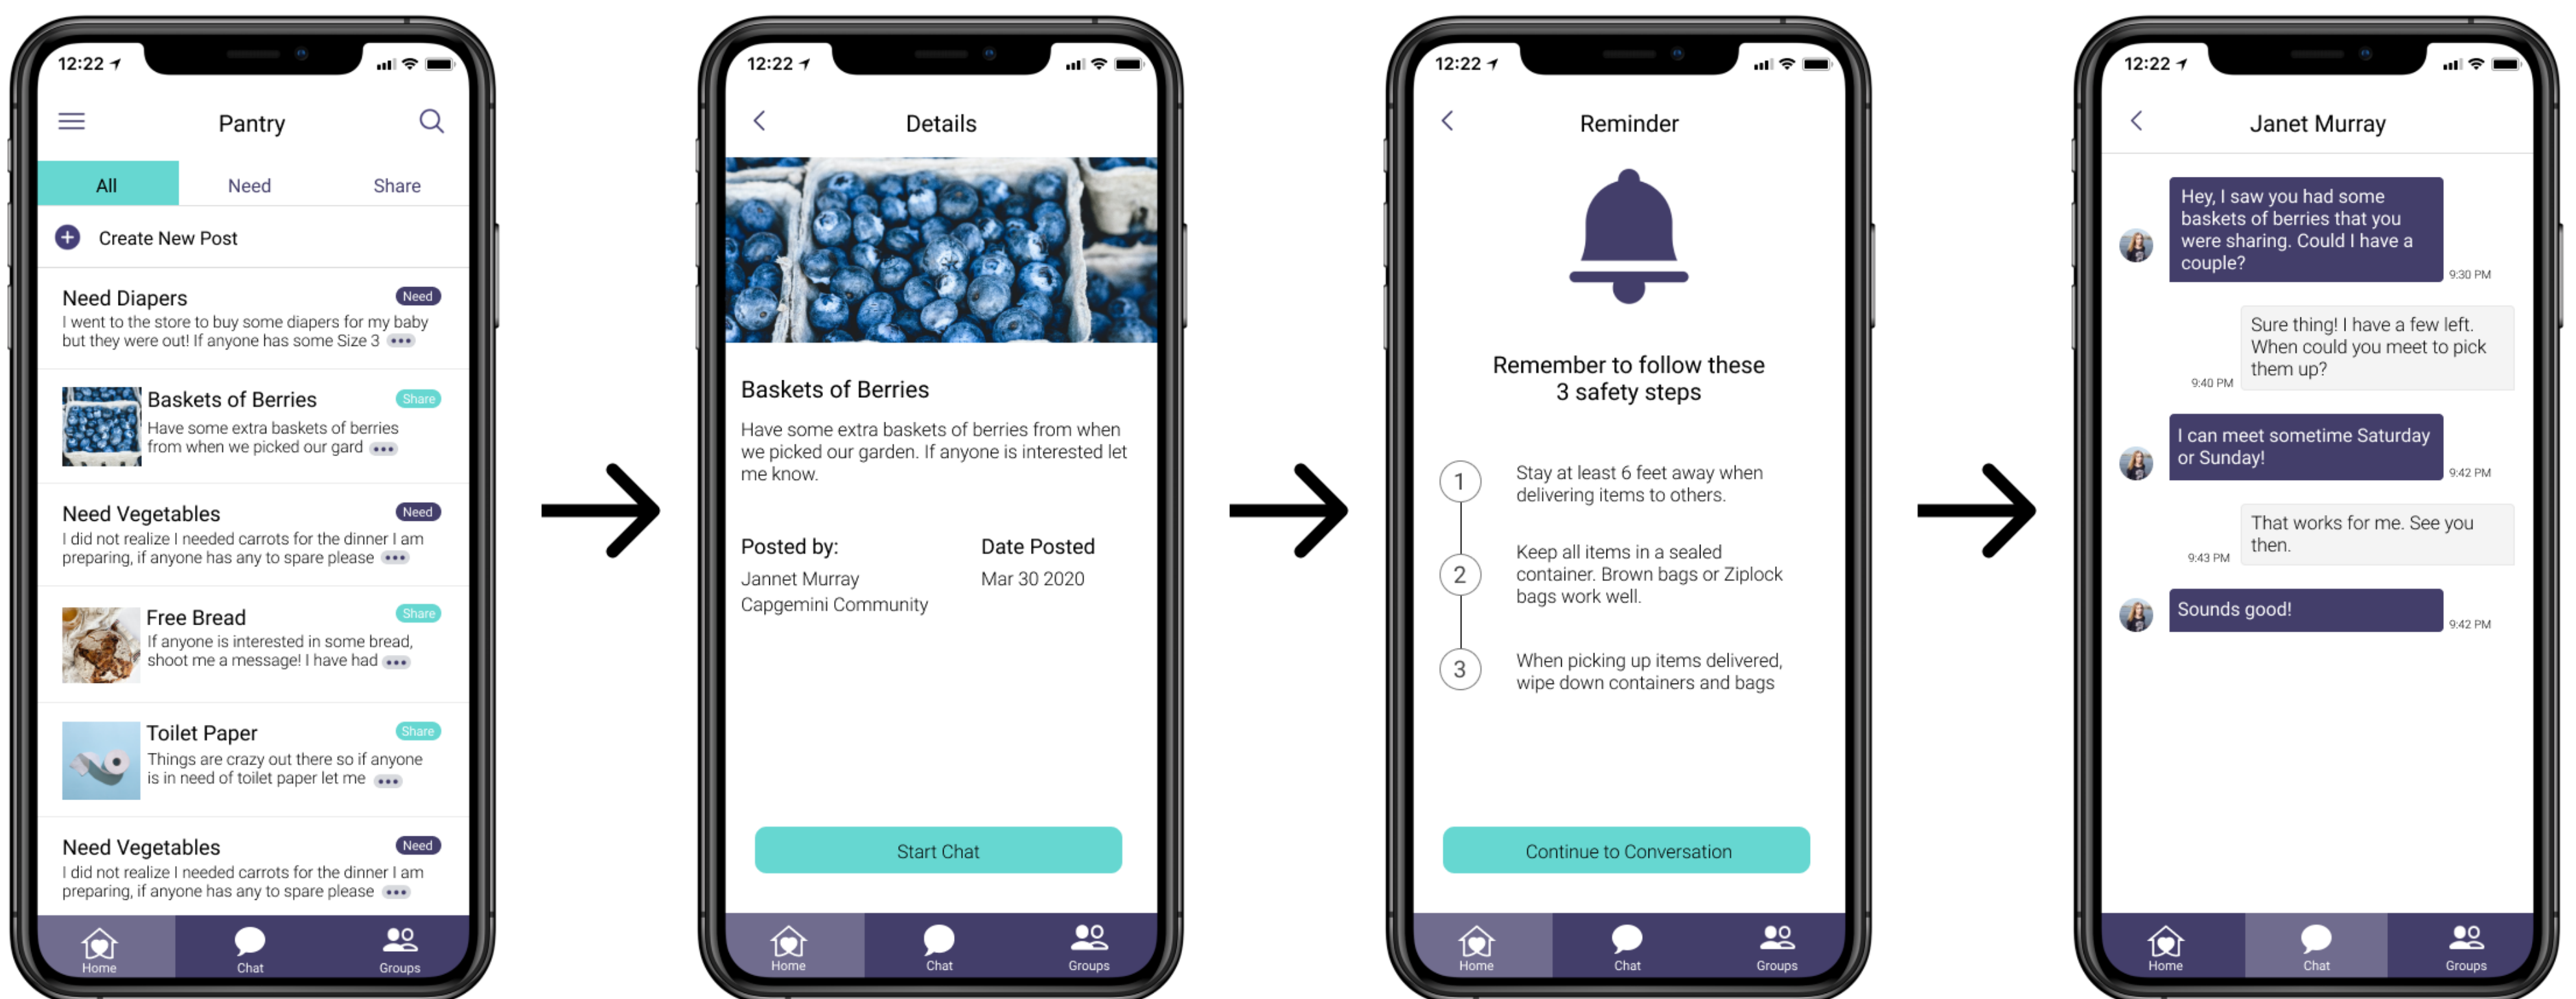 12:22
Pantry
All
Need
Share
Create New Post
Need Diapers
Need
I went to the store to buy some diapers for my baby
but they were out! If anyone has some Size 3
Baskets of Berries
Share
Have some extra baskets of berries
from when we picked our gard
Need Vegetables
Need
I did not realize I needed carrots for the dinner I am
preparing, if anyone has any to spare please
Free Bread
Share
If anyone is interested in some bread,
shoot me a message! I have had
Toilet Paper
Share
Things are crazy out there so if anyone
is in need of toilet paper let me
Need Vegetables
Need
I did not realize I needed carrots for the dinner I am
preparing, if anyone has any to spare please
Home
Chat
Groups
12:22
Details
Baskets of Berries
Have some extra baskets of berries from when
we picked our garden. If anyone is interested let
me know.
Posted by:
Jannet Murray
Capgemini Community
Date Posted
Mar 30 2020
Start Chat
Home
Chat
Groups
12:22
Reminder
Remember to follow these
3 safety steps
1
Stay at least 6 feet away when
delivering items to others.
2
Keep all items in a sealed
container. Brown bags or Ziplock
bags work well.
3
When picking up items delivered,
wipe down containers and bags
Continue to Conversation
Home
Chat
Groups
12:22
Janet Murray
Hey, I saw you had some
baskets of berries that you
were sharing. Could I have a
couple?
9:30 PM
Sure thing! I have a few left.
When could you meet to pick
them up?
9:40 PM
I can meet sometime Saturday
or Sunday!
9:42 PM
That works for me. See you
then.
9:43 PM
Sounds good!
9:42 PM
Home
Chat
Groups